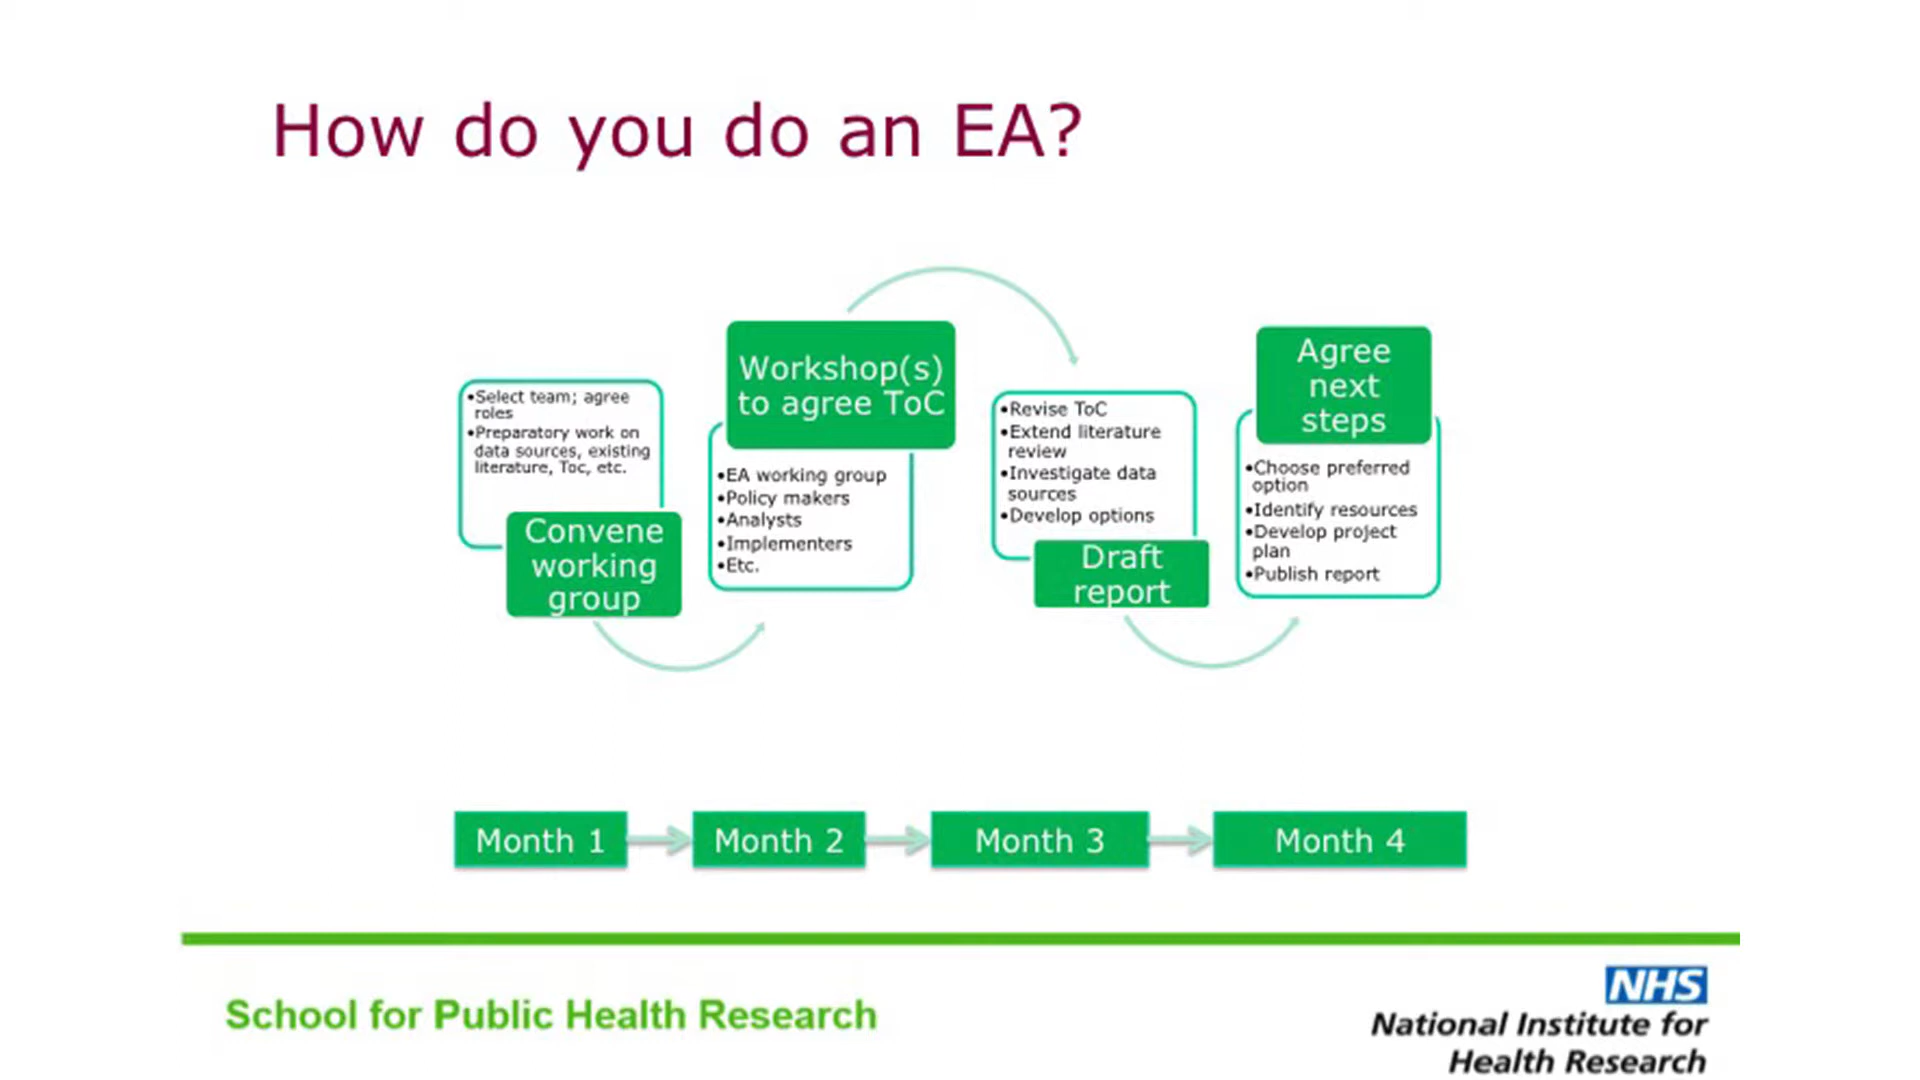 How do you do an EA?
•Select team; agree
roles
•Preparatory work on
data sources, existing
literature, Toc, etc.
Convene
working
group
Workshop(s)
to agree ToC
•EA working group
•Policy makers
•Analysts
•Implementers
•Etc.
•Revise ToC
•Extend literature
review
•Investigate data
sources
•Develop options
Draft
report
Agree
next
steps
•Choose preferred
option
•Identify resources
•Develop project
plan
•Publish report
Month 1
Month 2
Month 3
Month 4
School for Public Health Research
NHS
National Institute for
Health Research